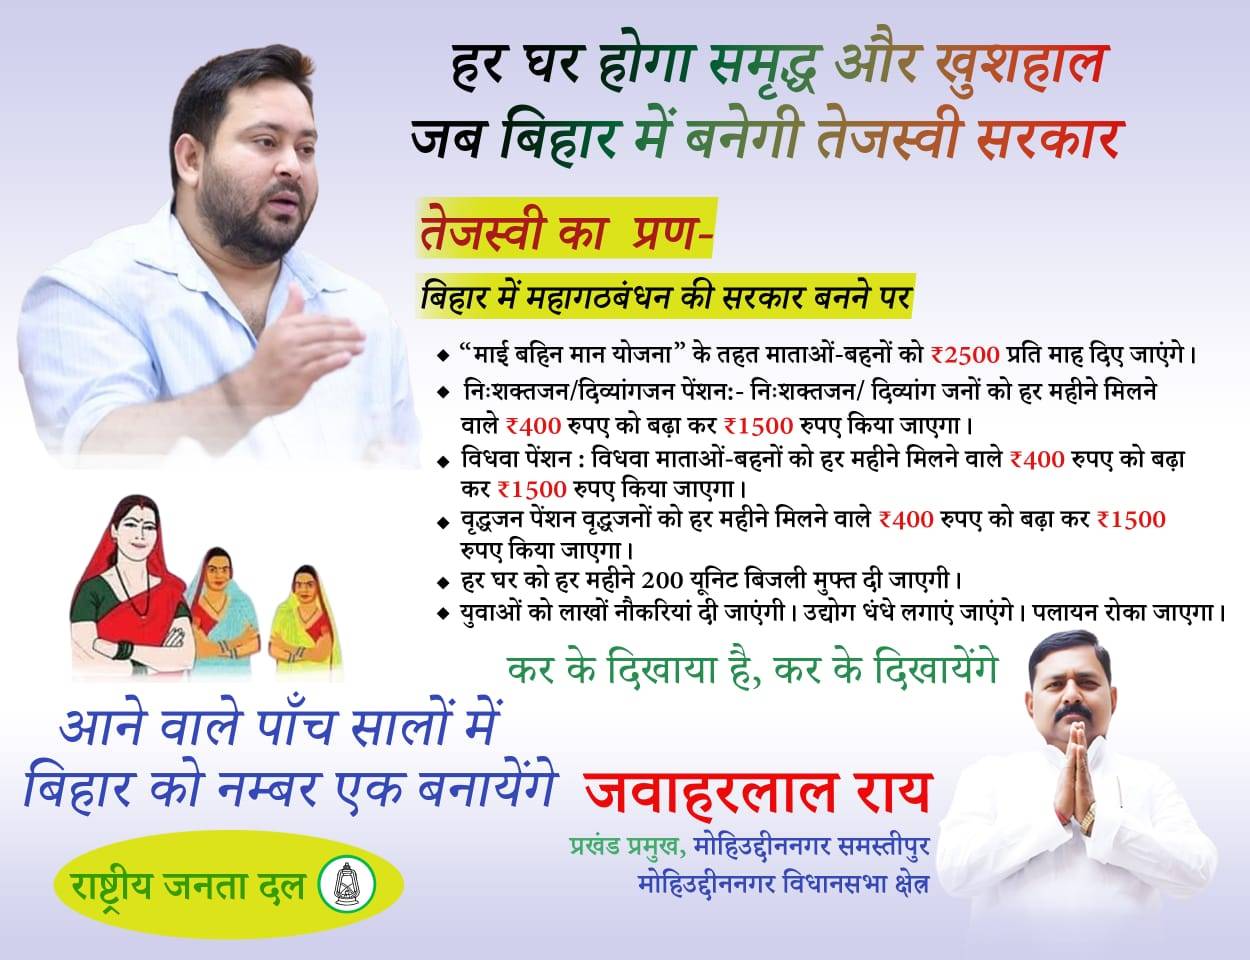 हर घर होगा समृद्ध और खुशहाल
जब बिहार में बनेगी तेजस्वी सरकार
तेजस्वी का प्रण-
बिहार में महागठबंधन की सरकार बनने पर
◆ “माई बहिन मान योजना” के तहत माताओं-बहनों को ₹2500 प्रति माह दिए जाएंगे।
◆ निःशक्तजन/दिव्यांगजन पेंशन:- निःशक्तजन/ दिव्यांग जनों को हर महीने मिलने
वाले ₹400 रुपए को बढ़ा कर ₹1500 रुपए किया जाएगा।
◆ विधवा पेंशन : विधवा माताओं-बहनों को हर महीने मिलने वाले ₹400 रुपए को बढ़ा
कर ₹1500 रुपए किया जाएगा।
◆ वृद्धजन पेंशन वृद्धजनों को हर महीने मिलने वाले ₹400 रुपए को बढ़ा कर ₹1500
रुपए किया जाएगा।
◆ हर घर को हर महीने 200 यूनिट बिजली मुफ्त दी जाएगी।
◆ युवाओं को लाखों नौकरियां दी जाएंगी। उद्योग धंधे लगाएं जाएंगे। पलायन रोका जाएगा।
कर के दिखाया है, कर के दिखायेंगे
आने वाले पाँच सालों में
बिहार को नम्बर एक बनायेंगे
जवाहरलाल राय
प्रखंड प्रमुख, मोहिउद्दीननगर समस्तीपुर
मोहिउद्दीननगर विधानसभा क्षेत्र
राष्ट्रीय जनता दल